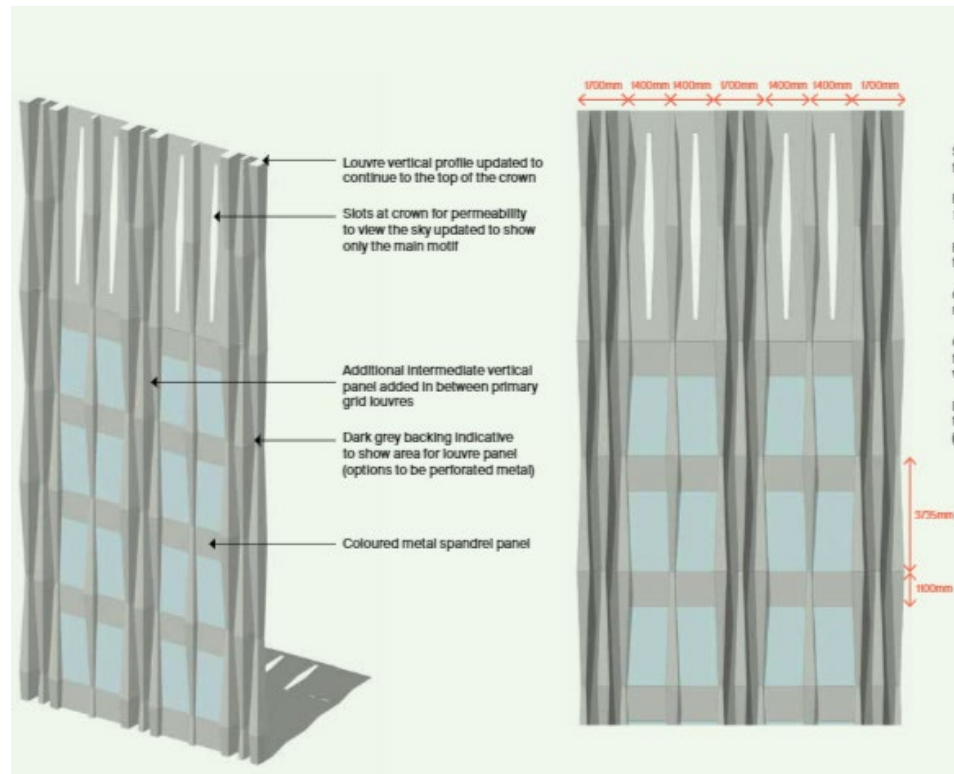 Louvre vertical profile updated to
continue to the top of the crown
Slots at crown for permeability
to view the sky updated to show
only the main motif
Additional intermediate vertical
panel added in between primary
grid louvres
Dark grey backing indicative
to show area for louvre panel
(options to be perforated metal)
Coloured metal spandrel panel
1700mm 1400mm 1400mm 1700mm 1400mm 1400mm 1700mm
3735mm
1100mm